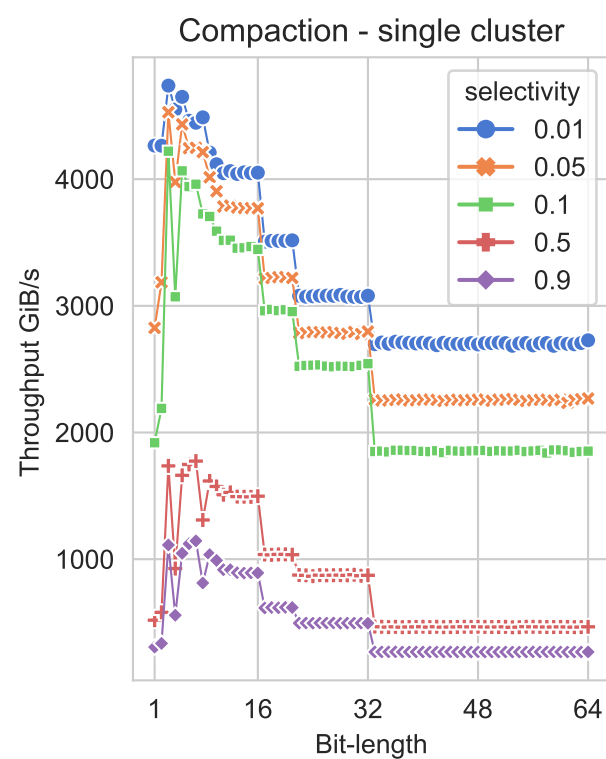 Compaction - single cluster
selectivity
0.01
0.05
0.1
0.5
0.9
4000
3000
2000
1000
Throughput GiB/s
1 16 32 48 64
Bit-length